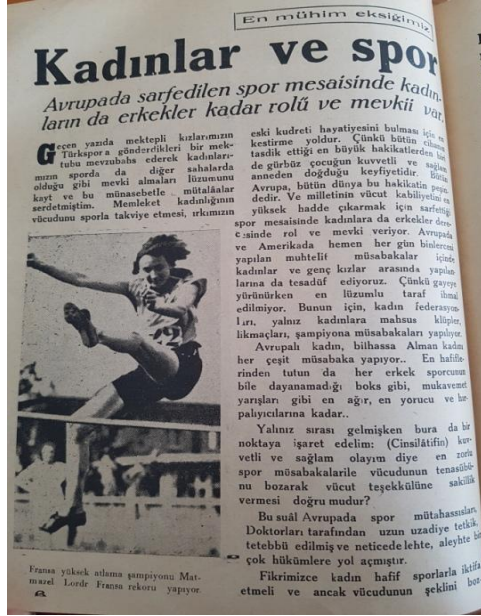 En mühim eksiğimiz
Kadınlar ve spor
Avrupada sarfedilen spor mesaisinde kadın-
ların da erkekler kadar rolü ve mevkii var.
Geçen yazıda mektepli kızlarımızın
Türkspor a gönderdikleri bir mek-
tubu mevzubahs ederek kadınları-
mızın sporda da diğer sahalarda
olduğu gibi mevki almaları lüzumunu
kayt ve bu münasebetle mütalâalar
serdetmiştim. Memleket kadınlığının
vücudunu sporla takviye etmesi, ırkımızın
eski kudreti hayatiyesini bulması için en
kestirme yoldur. Çünkü bütün cihanın
tasdik ettiği en büyük hakikatlerden biri
de gürbüz çocuğun kuvvetli ve sağlam
anneden doğduğu keyfiyetidir. Bütün
Avrupa, bütün dünya bu hakikatin peşin-
dedir. Ve milletinin vücut kabiliyetini en
yüksek hadde çıkarmak için sarfettiği
spor mesaisinde kadınlara da erkekler dere-
cesinde rol ve mevki veriyor. Avrupada
ve Amerikada hemen her gün binlercesi
yapılan muhtelif müsabakalar içinde
kadınlar ve genç kızlar arasında yapılan-
larına da tesadüf ediyoruz. Çünkü gayeye
yürünürken en lüzumlu taraf ihmal
edilmiyor. Bunun için, kadın federasyon-
ları, yalnız kadınlara mahsus klüpler,
likmaçları, şampiyona müsabakaları yapılıyor.
Avrupalı kadın, bilhassa Alman kadını
her çeşit müsabaka yapıyor.. En hafifle-
rinden tutun da her erkek sporcusun
bile dayanamadığı boks gibi, mukavemet
yarışları gibi en ağır, en yorucu ve hır-
palıyıcılarına kadar..
Yalnız sırası gelmişken bura da bir
noktaya işaret edelim: (Cinsilâtifin) kuv-
vetli ve sağlam olayım diye en zorlu
spor müsabakalarile vücudunun tenasübü-
nü bozarak vücut teşekkülüne sakillik
vermesi doğru mudur?
Bu suâl Avrupada spor mütahassısları,
Doktorları tarafından uzun uzadiye tetkik,
tetebbü edilmiş ve neticede lehte, aleyhte bir
çok hükümlere yol açmıştır.
Fikrimizce kadın hafif sporlarla iktifa
etmeli ve ancak vücudunun şeklini boz-
Fransa yüksek atlama şampiyonu Mat-
mazel Lordr Fransa rekoru yapıyor